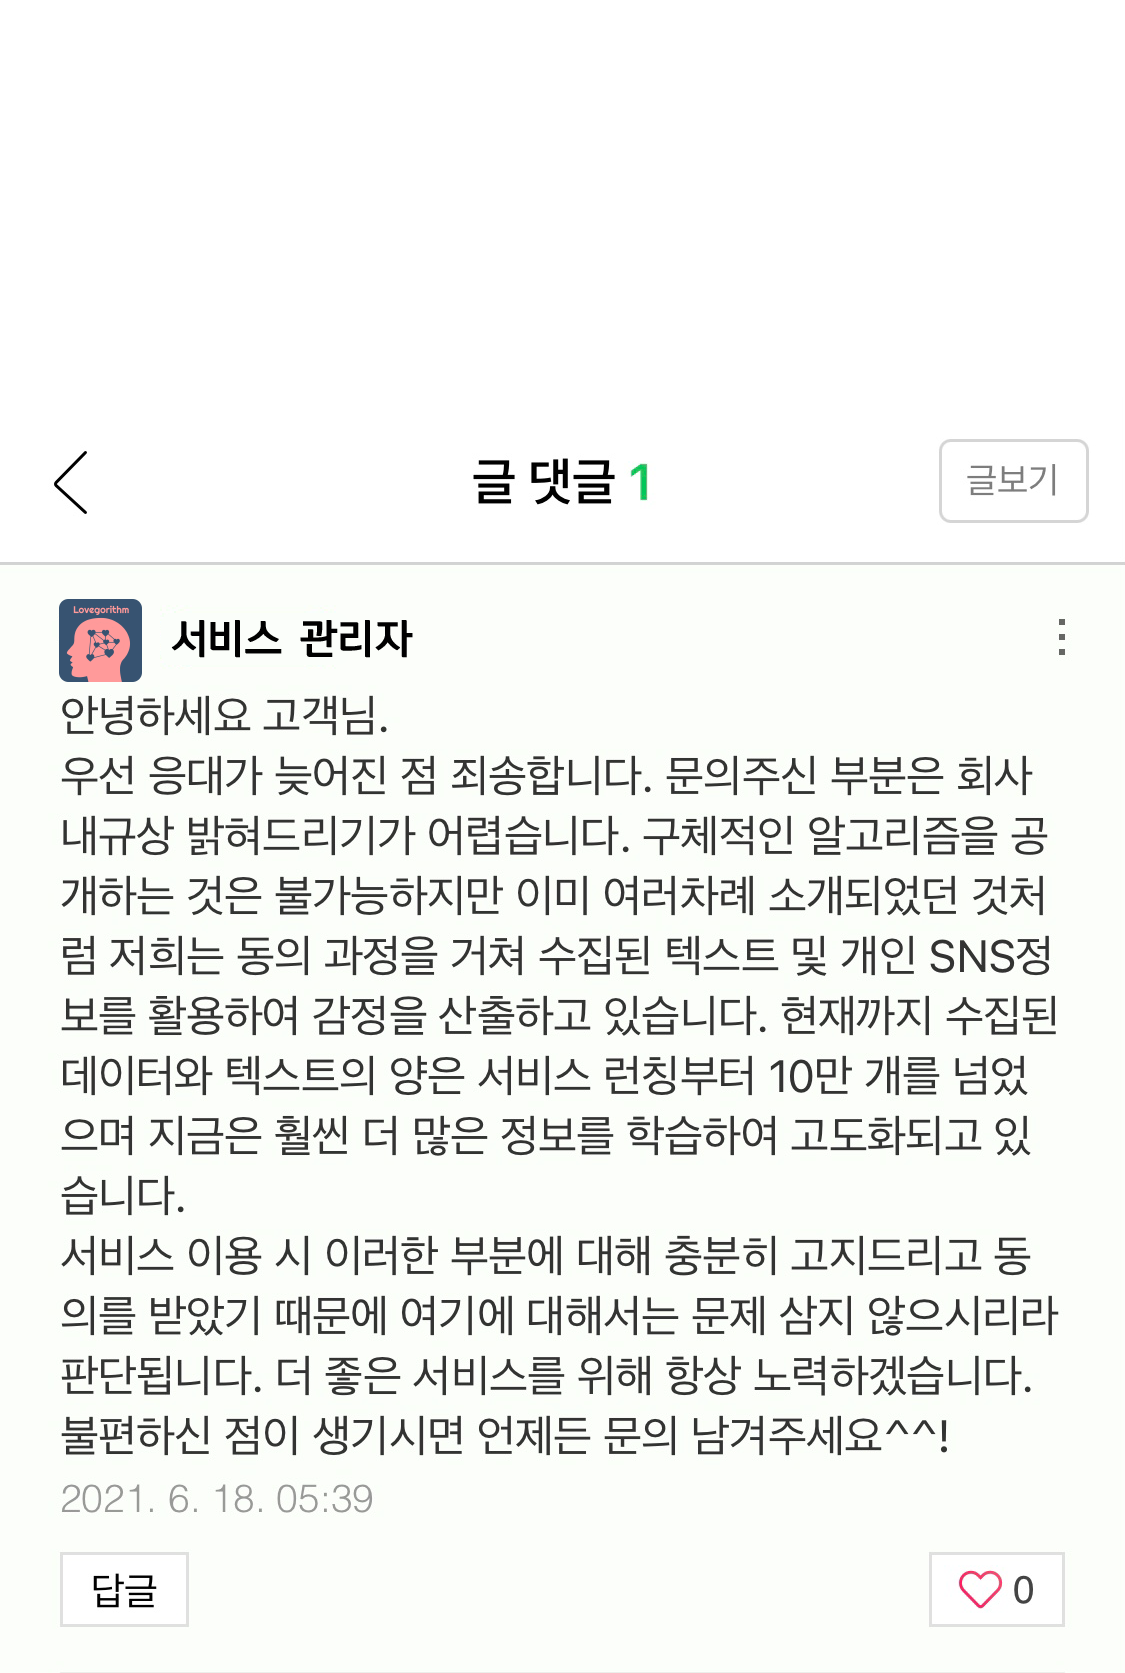 글 댓글 1
글보기
Lovegorithm
서비스 관리자
안녕하세요 고객님.
우선 응대가 늦어진 점 죄송합니다. 문의주신 부분은 회사
내규상 밝혀드리기가 어렵습니다. 구체적인 알고리즘을 공
개하는 것은 불가능하지만 이미 여러차례 소개되었던 것처
럼 저희는 동의 과정을 거쳐 수집된 텍스트 및 개인 SNS정
보를 활용하여 감정을 산출하고 있습니다. 현재까지 수집된
데이터와 텍스트의 양은 서비스 런칭부터 10만 개를 넘었
으며 지금은 훨씬 더 많은 정보를 학습하여 고도화되고 있
습니다.
서비스 이용 시 이러한 부분에 대해 충분히 고지드리고 동
의를 받았기 때문에 여기에 대해서는 문제 삼지 않으시리라
판단됩니다. 더 좋은 서비스를 위해 항상 노력하겠습니다.
불편하신 점이 생기시면 언제든 문의 남겨주세요^^!
2021. 6. 18. 05:39
답글
0